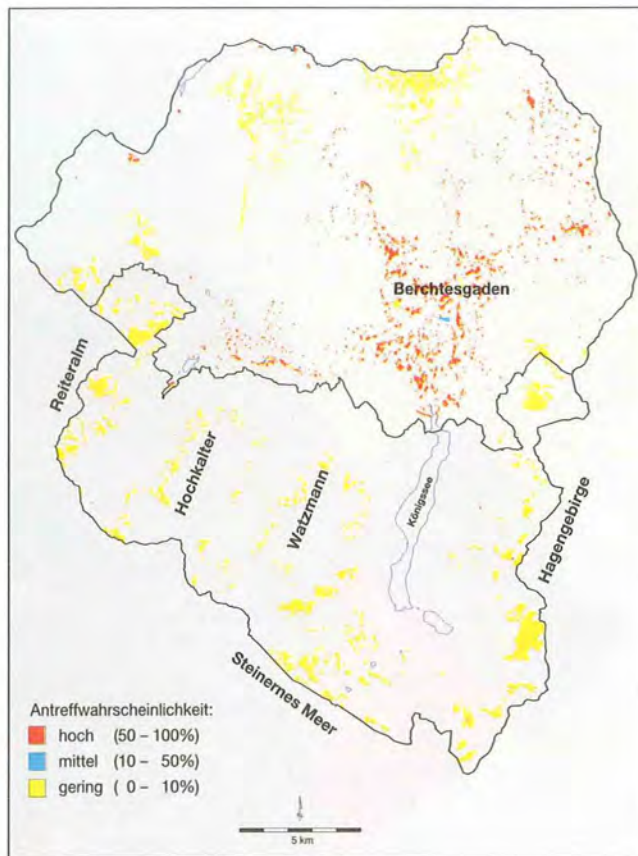 Berchtesgaden
Reiteralm
Hochkalter
Watzmann
Königssee
Hagengebirge
Steinernes Meer
Antreffwahrscheinlichkeit:
hoch (50 – 100%)
mittel (10 – 50%)
gering ( 0 – 10%)
5 km